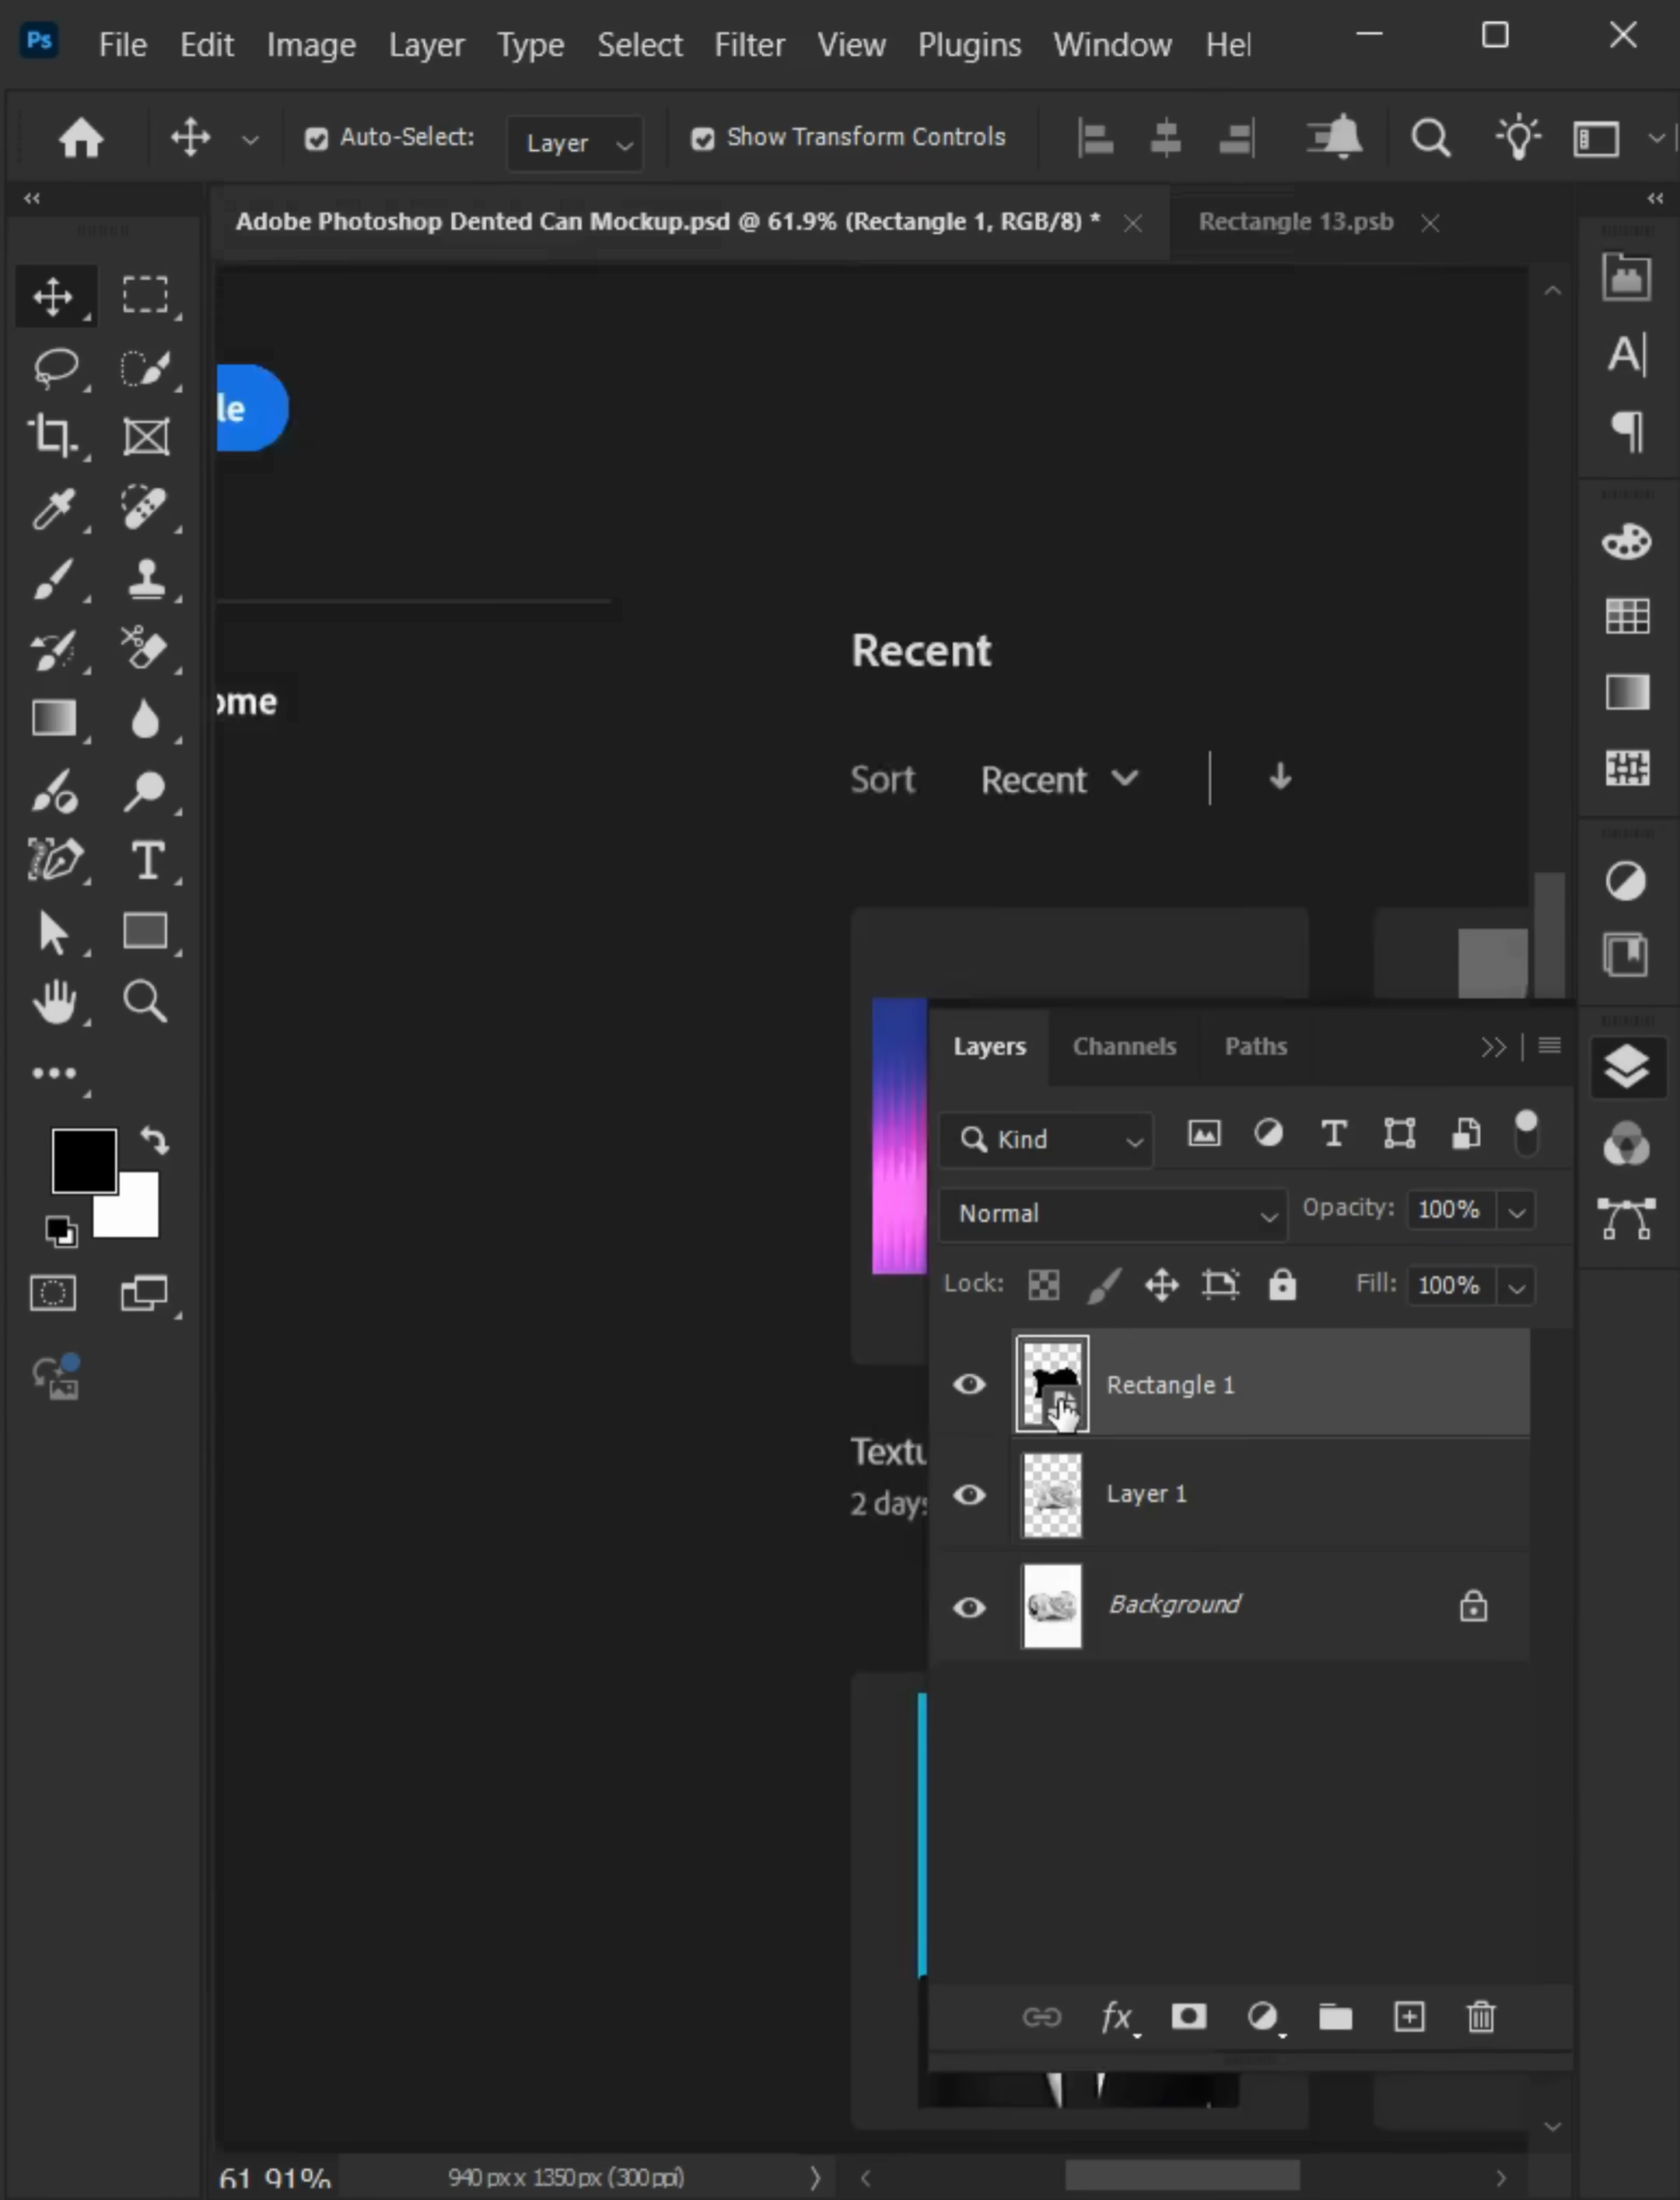 Ps File Edit Image Layer Type Select Filter View Plugins Window Hel
Auto-Select: Layer Show Transform Controls
Adobe Photoshop Dented Can Mockup.psd @ 61.9% (Rectangle 1, RGB/8) * Rectangle 13.psb
le
Recent
ome
Sort Recent
Layers Channels Paths
Kind
Normal Opacity: 100%
Lock: Fill: 100%
Rectangle 1
Textu
Layer 1
2 days
Background
fx
61.91% 940 px x 1350 px (300 ppi)